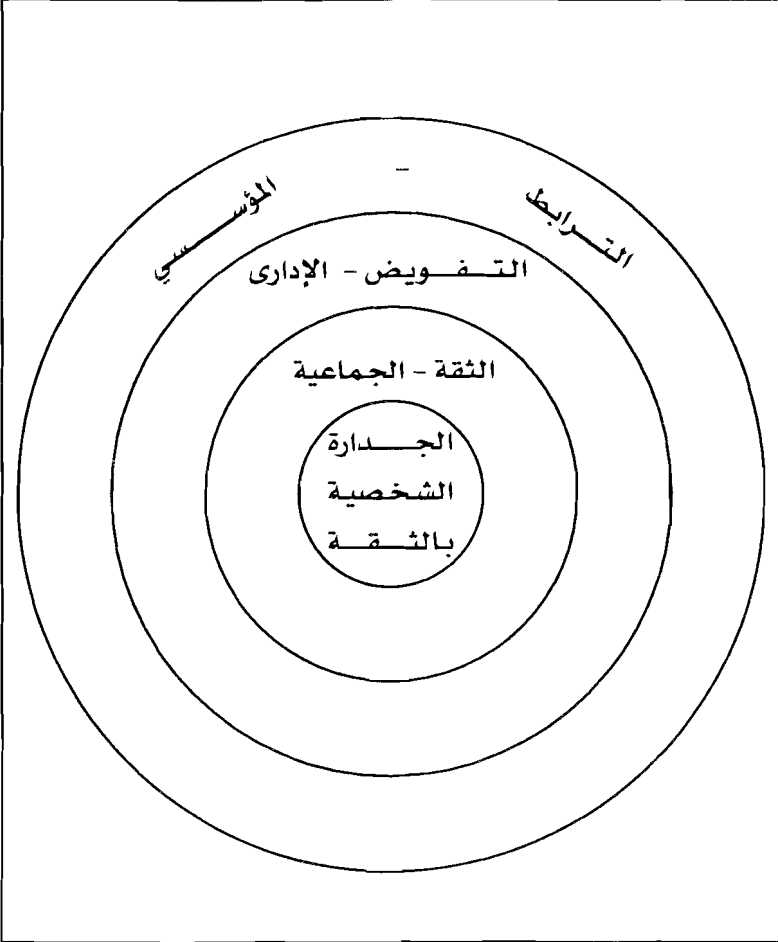 الترابط - المؤسسي
التفويض - الإدارى
الثقة - الجماعية
الجدارة
الشخصية
بالثقة